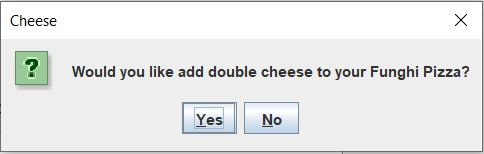 Cheese
Would you like add double cheese to your Funghi Pizza?
Yes No